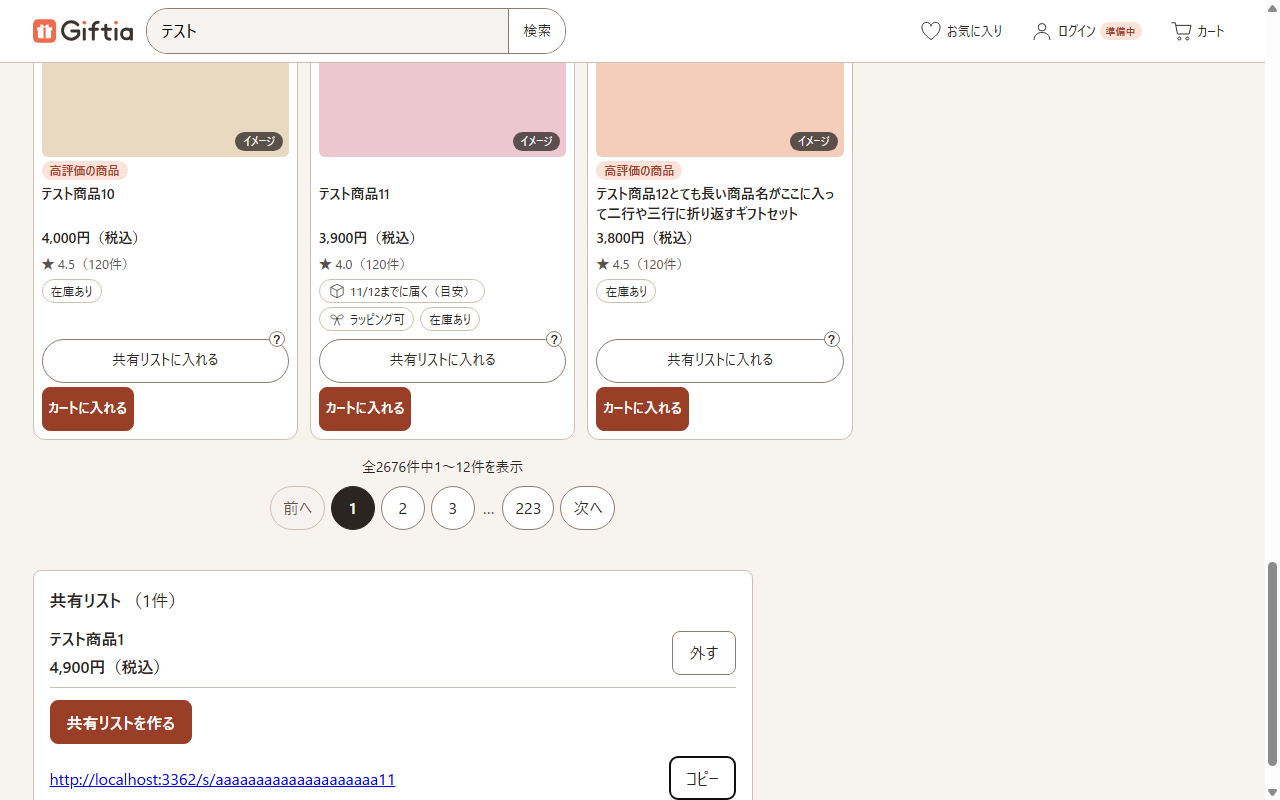 Giftia
テスト
検索
お気に入り
ログイン
準備中
カート
イメージ
イメージ
イメージ
高評価の商品
テスト商品10
4,000円（税込）
★ 4.5（120件）
在庫あり
?
共有リストに入れる
カートに入れる
テスト商品11
3,900円（税込）
★ 4.0（120件）
11/12までに届く（目安）
ラッピング可
在庫あり
?
共有リストに入れる
カートに入れる
高評価の商品
テスト商品12とても長い商品名がここに入っ
て二行や三行に折り返すギフトセット
3,800円（税込）
★ 4.5（120件）
在庫あり
?
共有リストに入れる
カートに入れる
全2676件中1～12件を表示
前へ 1 2 3 … 223 次へ
共有リスト（1件）
テスト商品1
4,900円（税込）
外す
共有リストを作る
http://localhost:3362/s/aaaaaaaaaaaaaaaaaaaa11
コピー